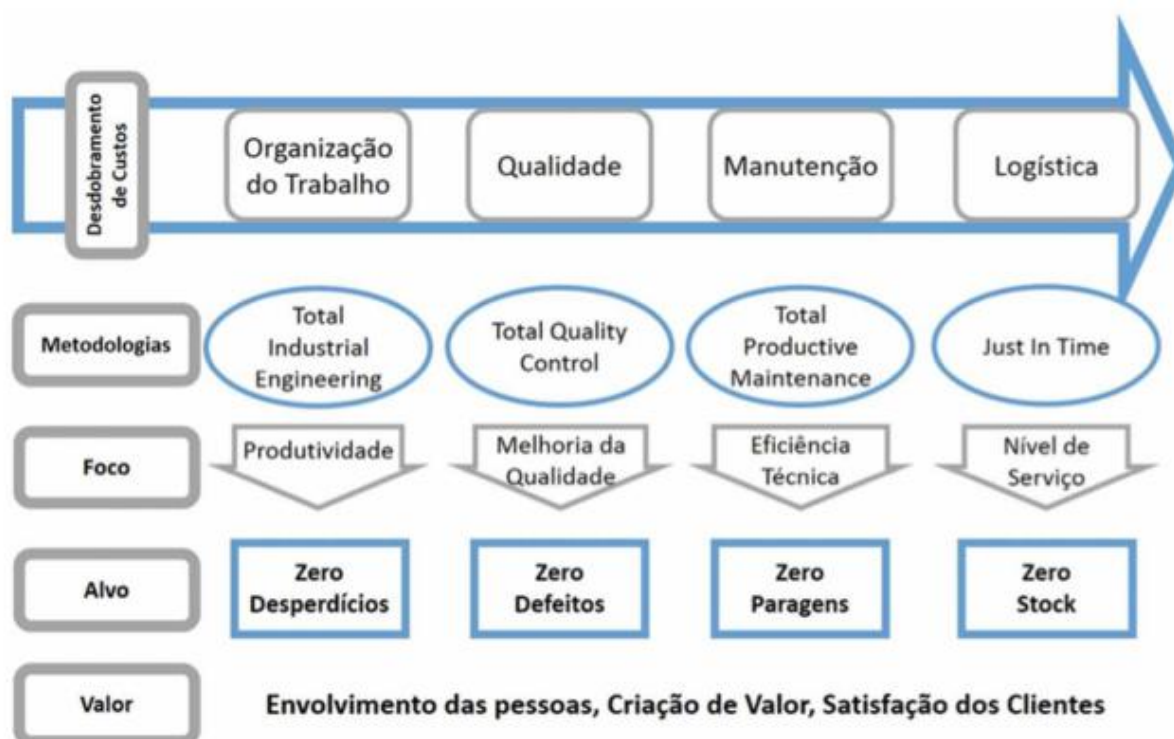 Desdobramento
de Custos
Organização
do Trabalho
Qualidade
Manutenção
Logística
Metodologias
Total
Industrial
Engineering
Total Quality
Control
Total
Productive
Maintenance
Just In Time
Foco
Produtividade
Melhoria da
Qualidade
Eficiência
Técnica
Nível de
Serviço
Alvo
Zero
Desperdícios
Zero
Defeitos
Zero
Paragens
Zero
Stock
Valor
Envolvimento das pessoas, Criação de Valor, Satisfação dos Clientes